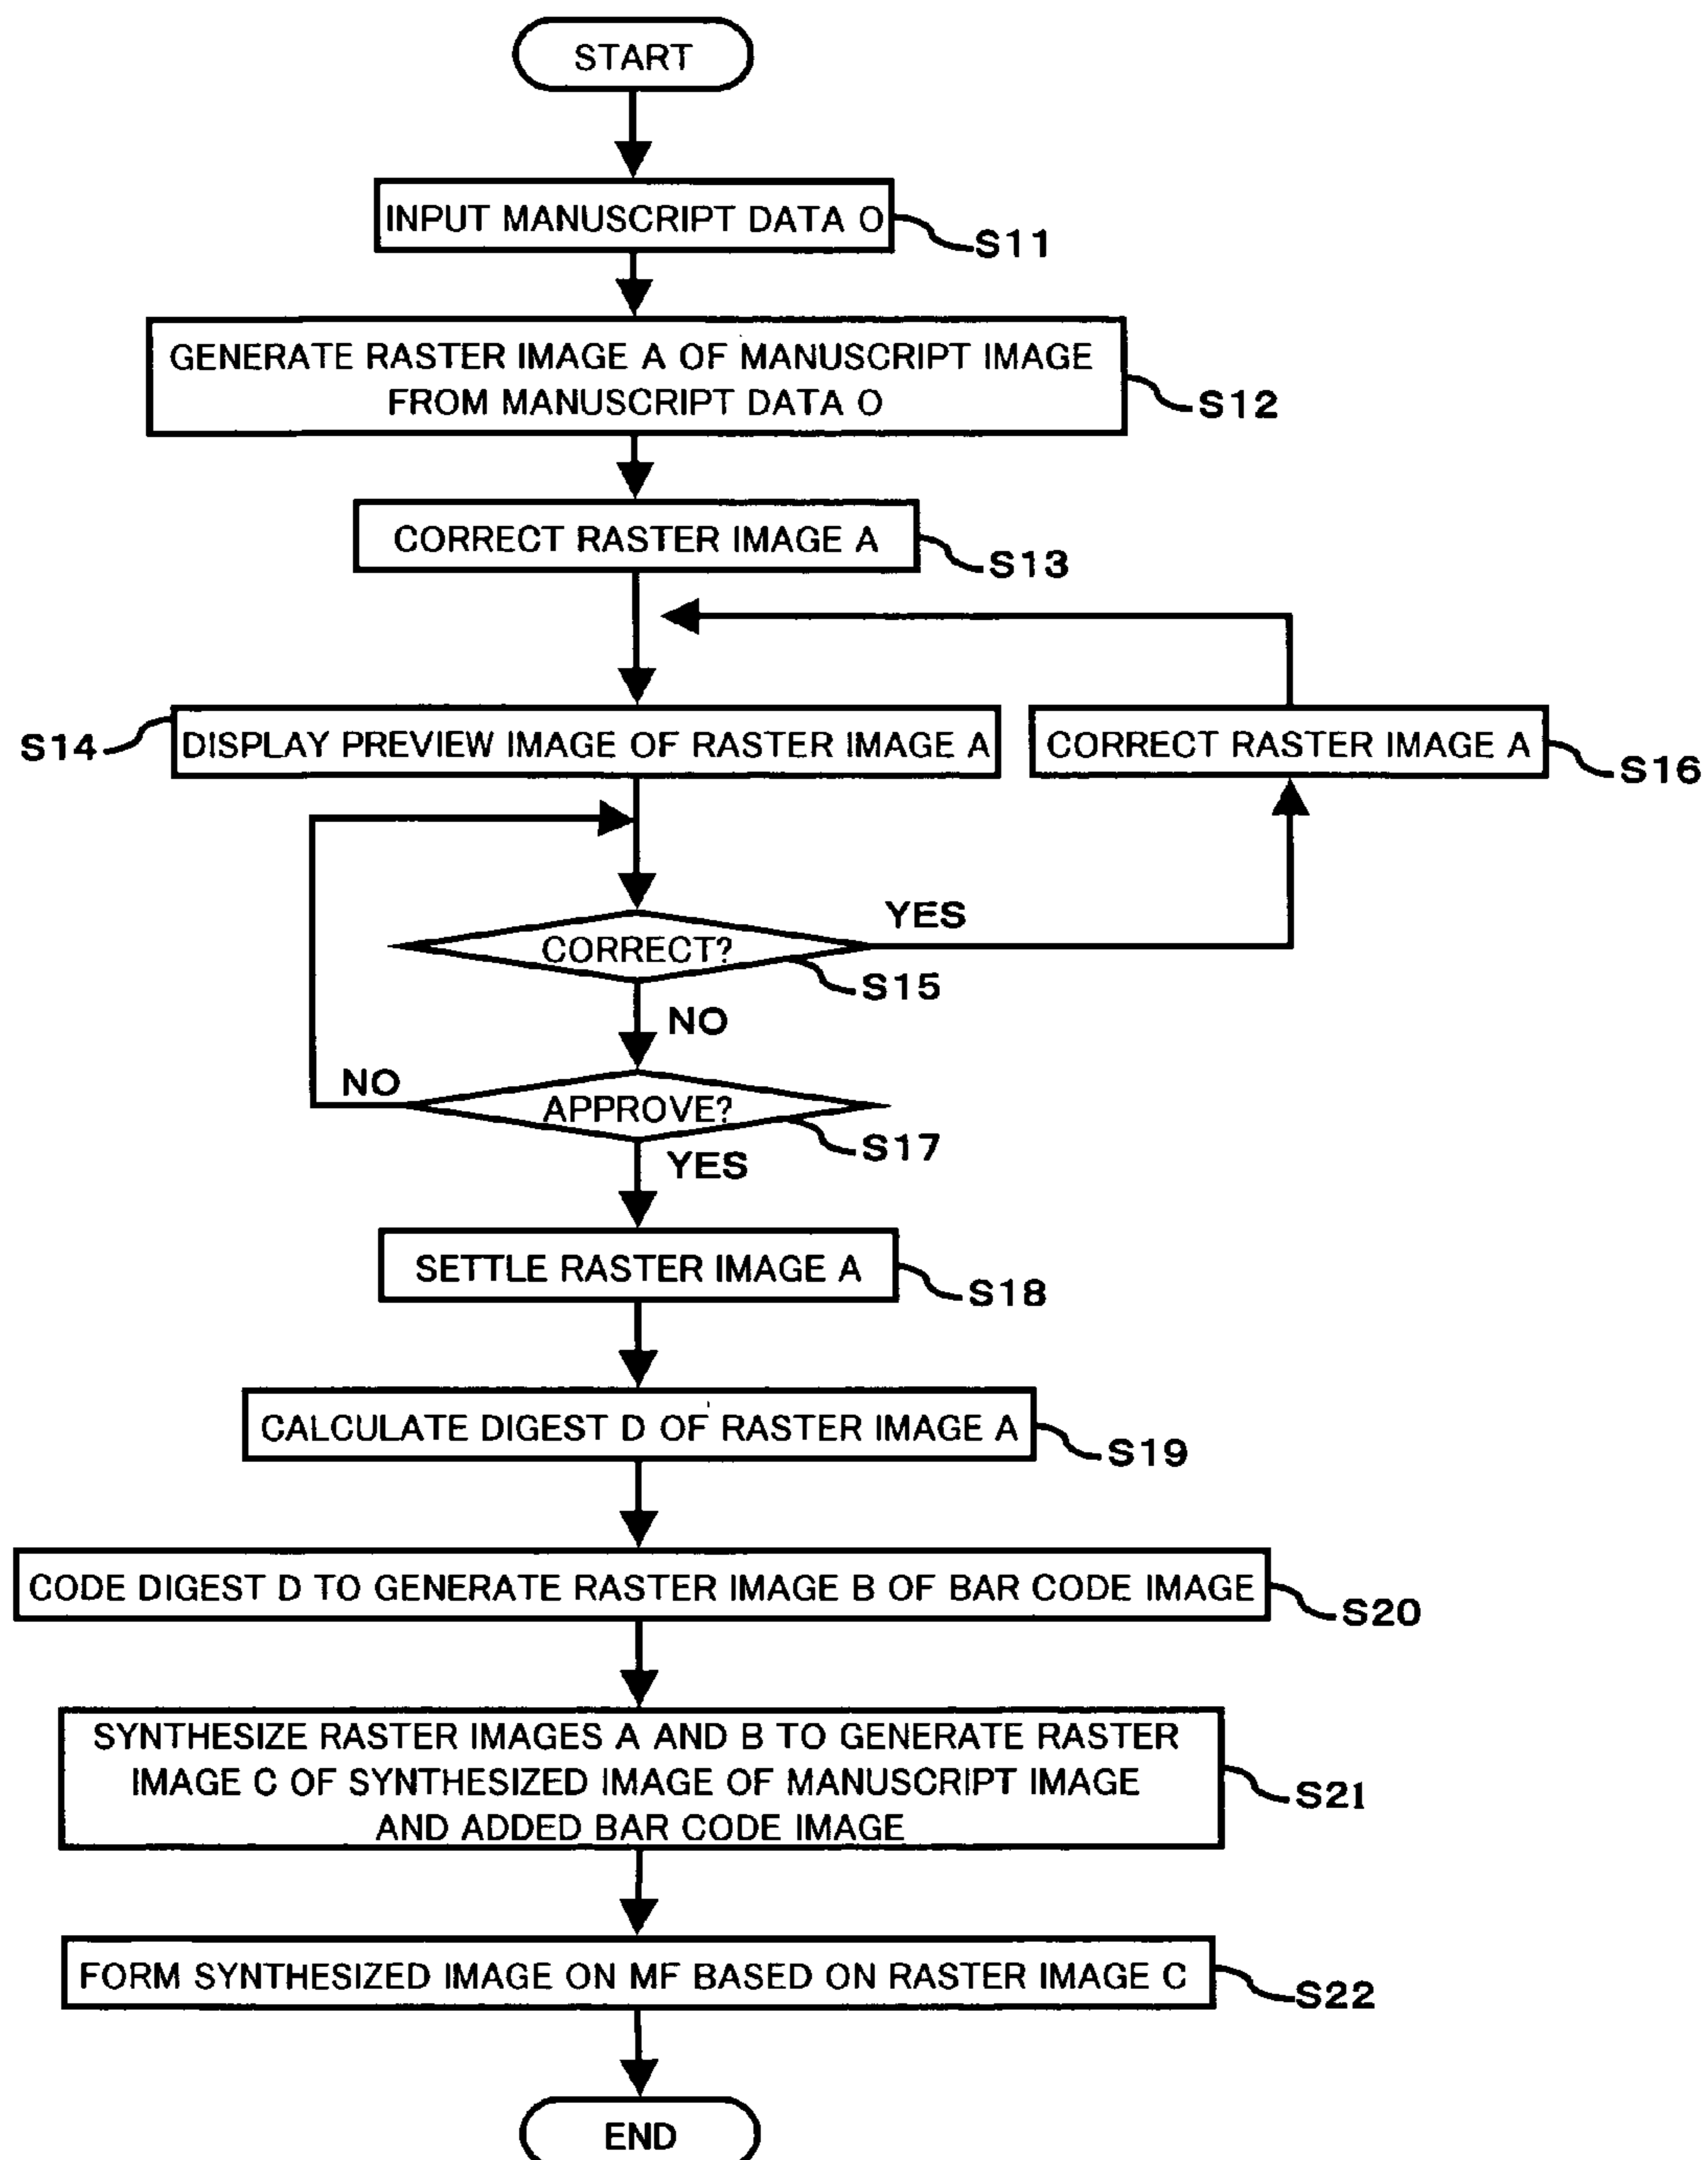 START
INPUT MANUSCRIPT DATA O
S11
GENERATE RASTER IMAGE A OF MANUSCRIPT IMAGE
FROM MANUSCRIPT DATA O
S12
CORRECT RASTER IMAGE A
S13
S14
DISPLAY PREVIEW IMAGE OF RASTER IMAGE A
CORRECT RASTER IMAGE A
S16
YES
CORRECT?
S15
NO
NO
APPROVE?
S17
YES
SETTLE RASTER IMAGE A
S18
CALCULATE DIGEST D OF RASTER IMAGE A
S19
CODE DIGEST D TO GENERATE RASTER IMAGE B OF BAR CODE IMAGE
S20
SYNTHESIZE RASTER IMAGES A AND B TO GENERATE RASTER
IMAGE C OF SYNTHESIZED IMAGE OF MANUSCRIPT IMAGE
AND ADDED BAR CODE IMAGE
S21
FORM SYNTHESIZED IMAGE ON MF BASED ON RASTER IMAGE C
S22
END